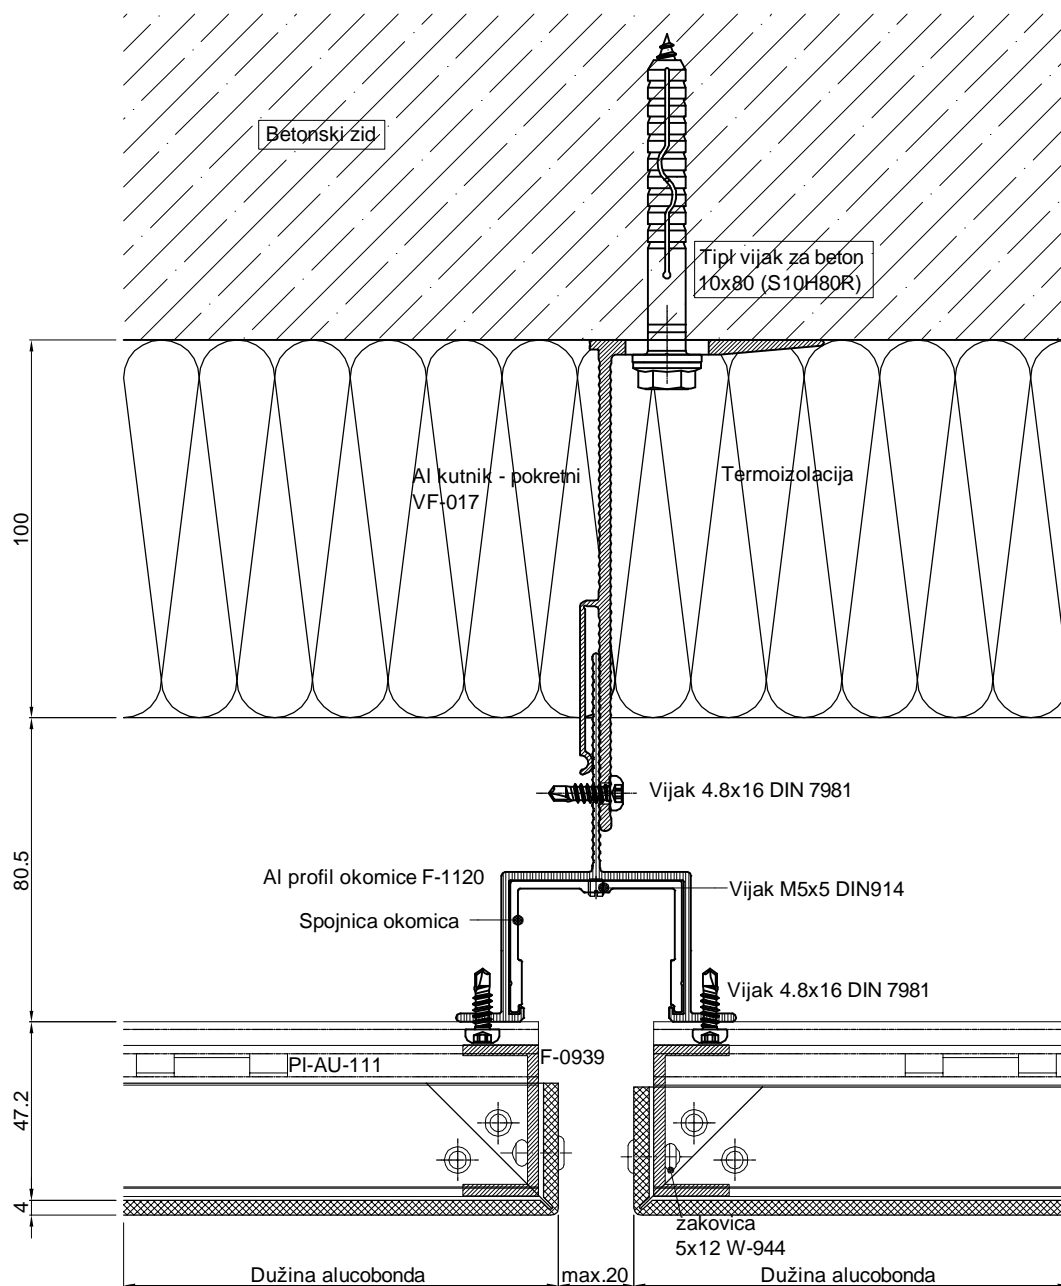 Betonski zid
Tipl vijak za beton
10x80 (S10H80R)
Al kutnik - pokretni
VF-017
Termoizolacija
100
Vijak 4.8x16 DIN 7981
80.5
Al profil okomice F-1120
Vijak M5x5 DIN914
Spojnica okomica
Vijak 4.8x16 DIN 7981
PI-AU-111
F-0939
47.2
4
zakovica
5x12 W-944
Dužina alucobonda
max.20
Dužina alucobonda